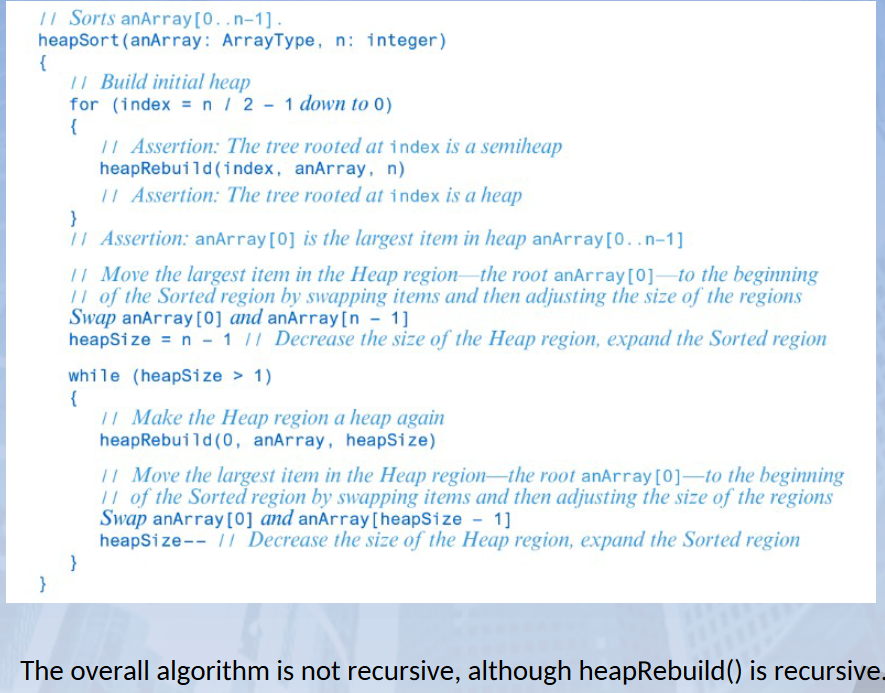 // Sorts anArray[0..n-1].
heapSort(anArray: ArrayType, n: integer)
{
// Build initial heap
for (index = n / 2 - 1 down to 0)
{
// Assertion: The tree rooted at index is a semiheap
heapRebuild(index, anArray, n)
// Assertion: The tree rooted at index is a heap
}
// Assertion: anArray[0] is the largest item in heap anArray[0..n-1]
// Move the largest item in the Heap region—the root anArray[0]—to the beginning
// of the Sorted region by swapping items and then adjusting the size of the regions
Swap anArray[0] and anArray[n - 1]
heapSize = n - 1 // Decrease the size of the Heap region, expand the Sorted region
while (heapSize > 1)
{
// Make the Heap region a heap again
heapRebuild(0, anArray, heapSize)
// Move the largest item in the Heap region—the root anArray[0]—to the beginning
// of the Sorted region by swapping items and then adjusting the size of the regions
Swap anArray[0] and anArray[heapSize - 1]
heapSize-- // Decrease the size of the Heap region, expand the Sorted region
}
}
The overall algorithm is not recursive, although heapRebuild() is recursive.